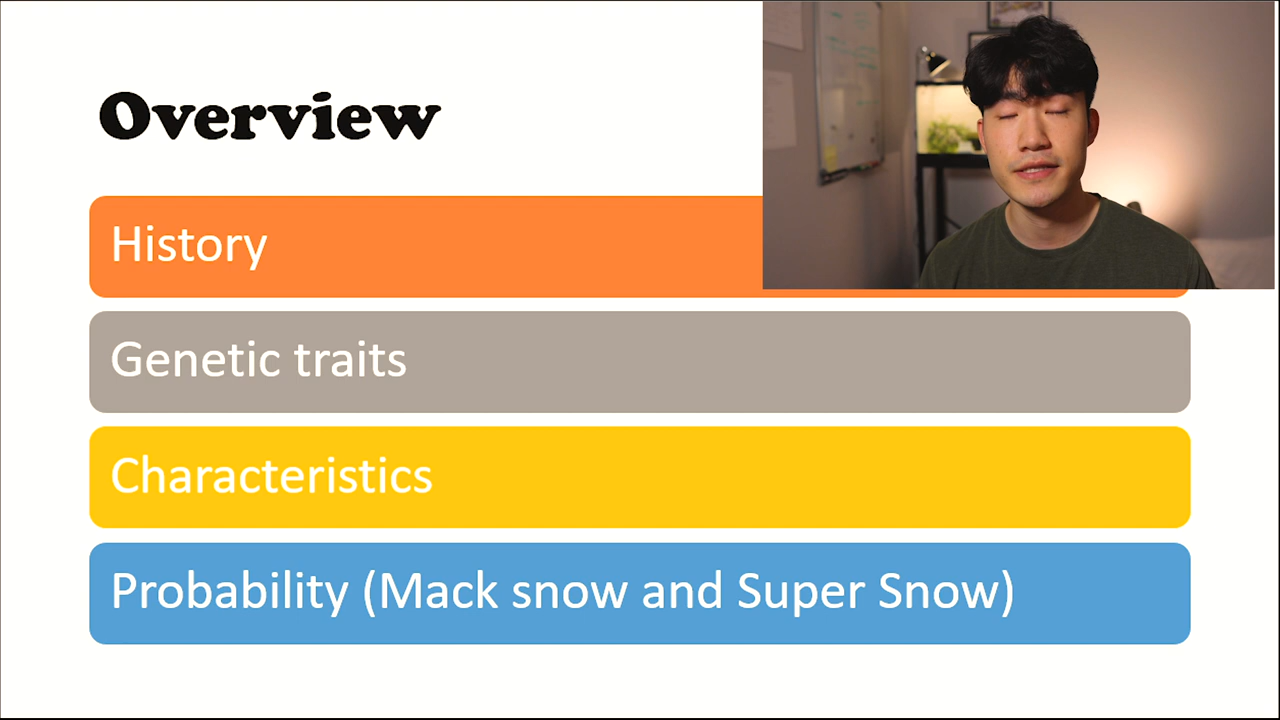 Overview
History
Genetic traits
Characteristics
Probability (Mack snow and Super Snow)